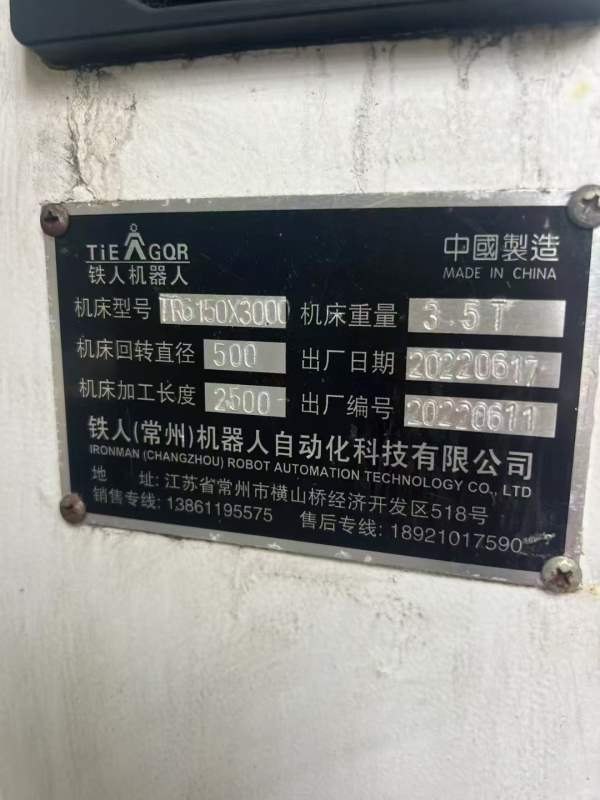 TiE GQR
铁人机器人
中國製造
MADE IN CHINA
机床型号 TR6150X3000 机床重量 3.5T
机床回转直径 500 出厂日期 20220617
机床加工长度 2500 出厂编号 20220611
铁人(常州)机器人自动化科技有限公司
IRONMAN (CHANGZHOU) ROBOT AUTOMATION TECHNOLOGY CO., LTD
地 址:江苏省常州市横山桥经济开发区518号
销售专线:13861195575 售后专线:18921017590